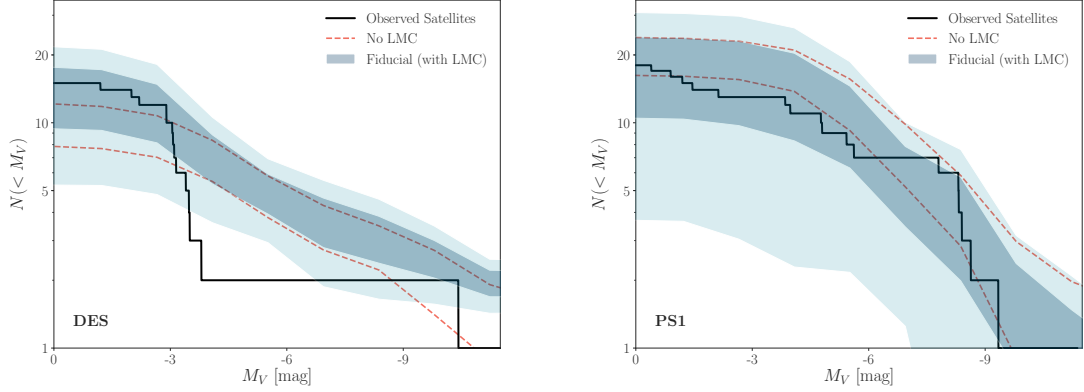 Observed Satellites
No LMC
Fiducial (with LMC)
N(< M_V)
20
10
5
1
DES
0
-3
-6
-9
M_V [mag]
Observed Satellites
No LMC
Fiducial (with LMC)
N(< M_V)
20
10
5
1
PS1
0
-3
-6
-9
M_V [mag]